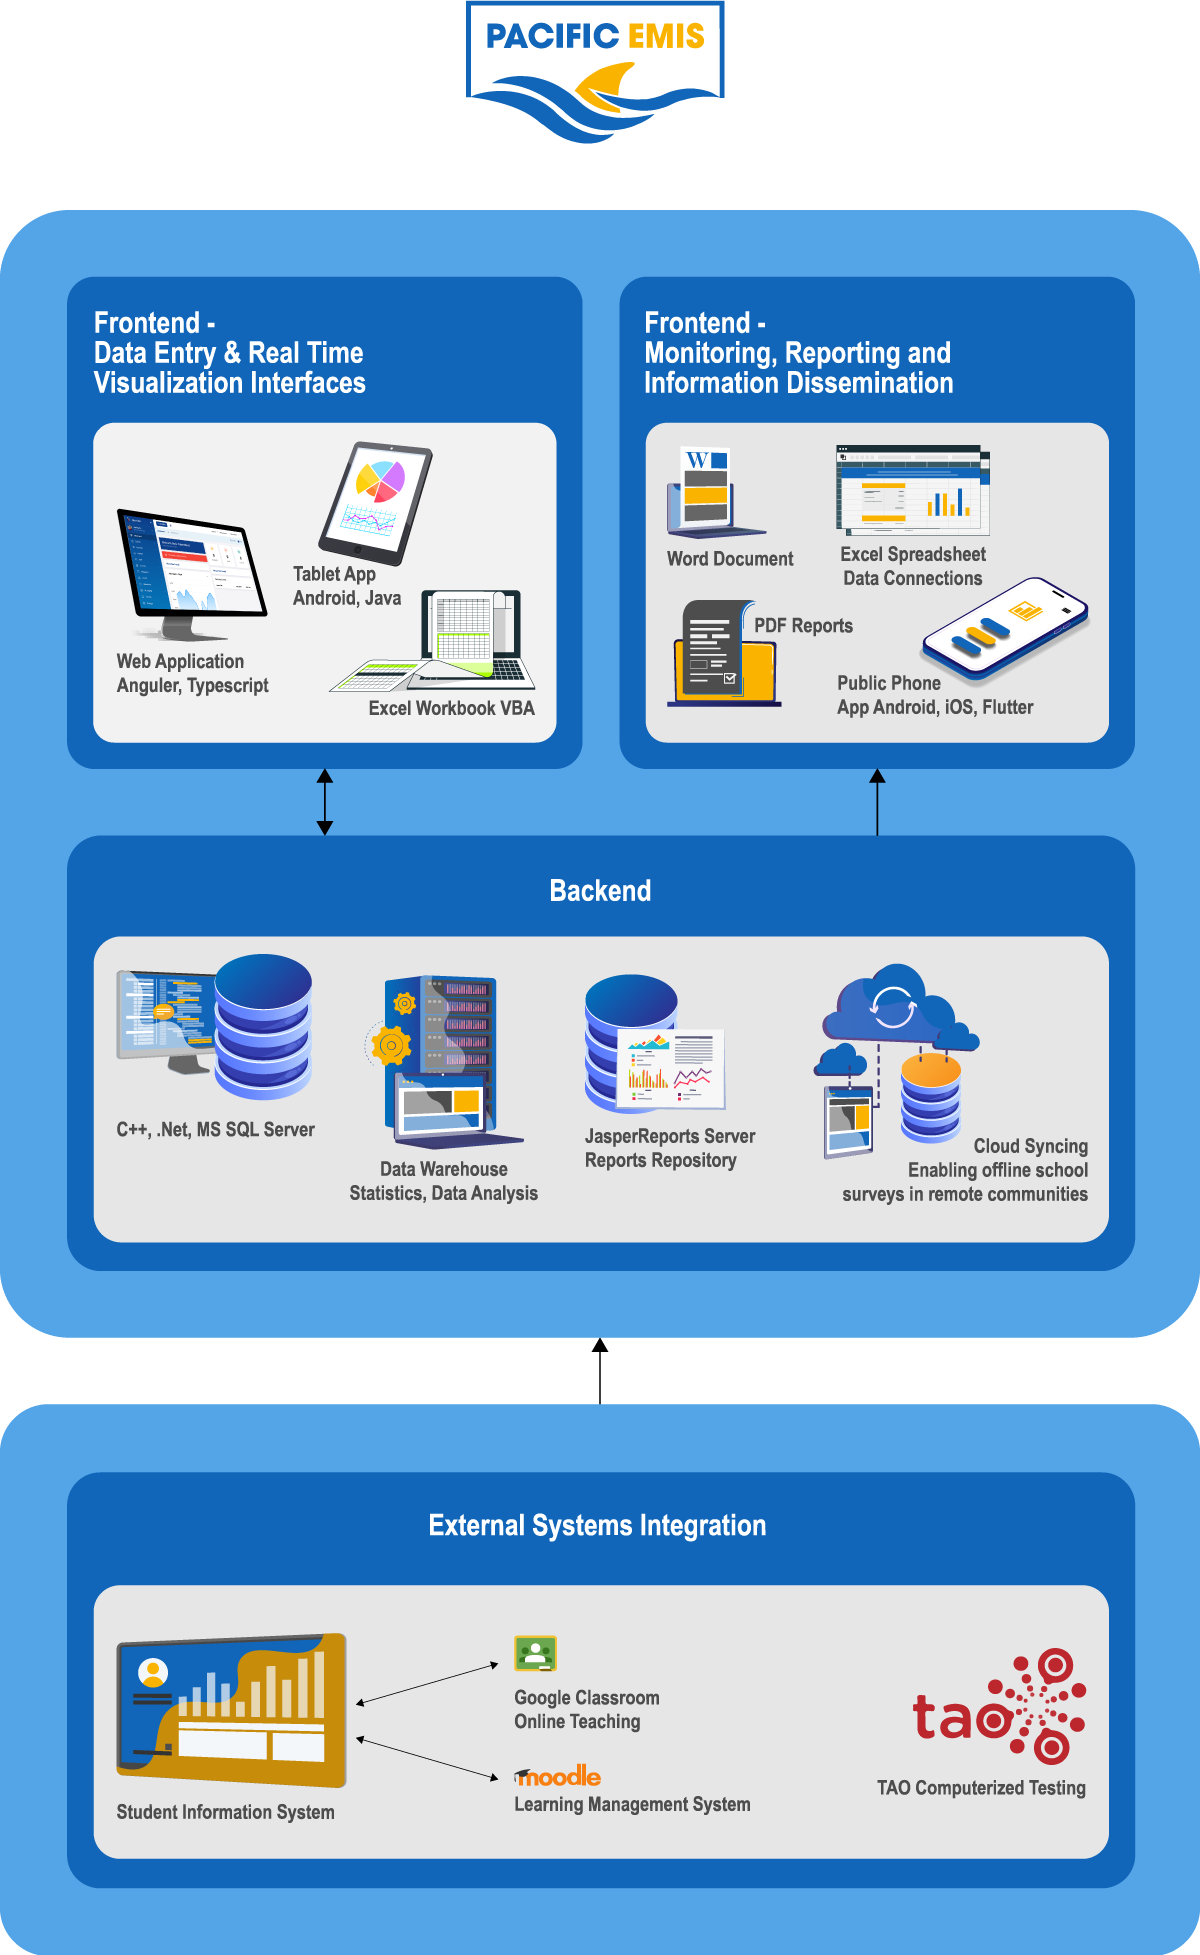 PACIFIC EMIS
Frontend -
Data Entry & Real Time
Visualization Interfaces
Tablet App
Android, Java
Web Application
Anguler, Typescript
Excel Workbook VBA
Frontend -
Monitoring, Reporting and
Information Dissemination
W
Word Document
Excel Spreadsheet
Data Connections
PDF Reports
Public Phone
App Android, iOS, Flutter
Backend
C++, .Net, MS SQL Server
Data Warehouse
Statistics, Data Analysis
JasperReports Server
Reports Repository
Cloud Syncing
Enabling offline school
surveys in remote communities
External Systems Integration
Student Information System
Google Classroom
Online Teaching
moodle
Learning Management System
tao
TAO Computerized Testing